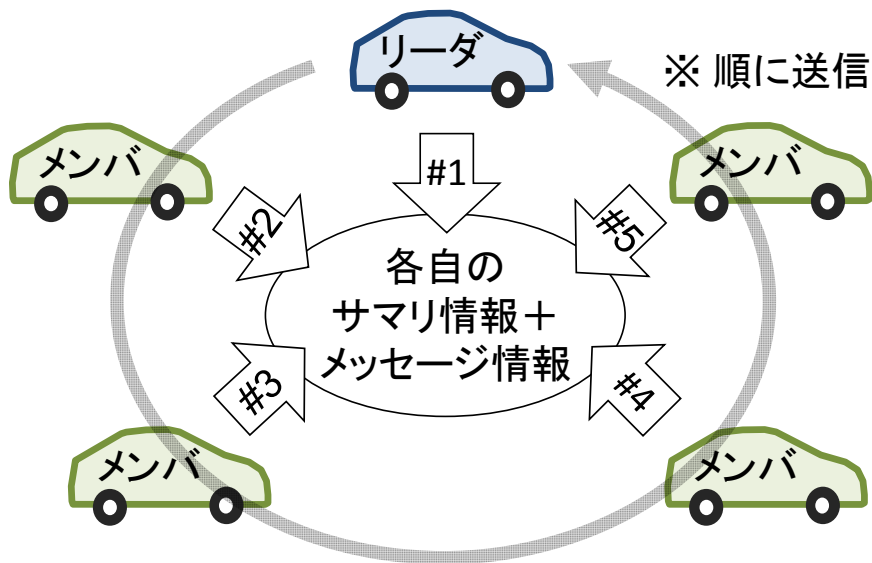 リーダ
※ 順に送信
メンバ
メンバ
#1
#2
#5
各自の
サマリ情報＋
メッセージ情報
#3
#4
メンバ
メンバ